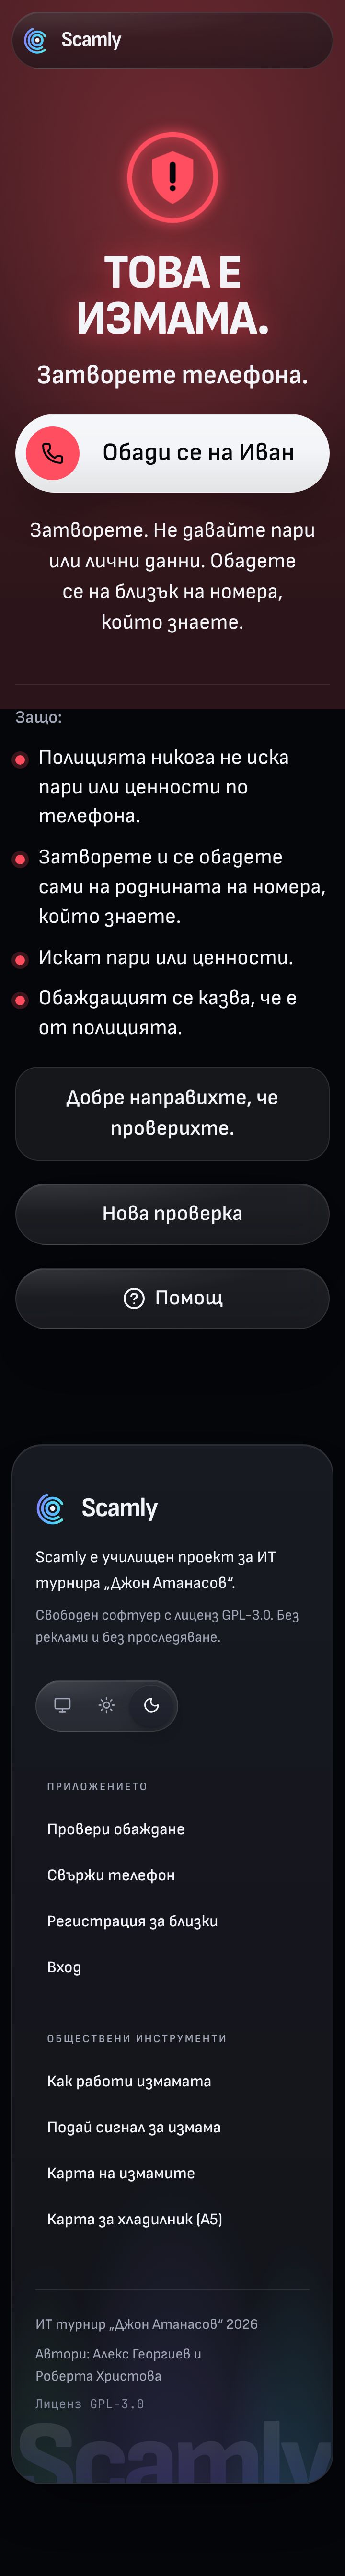 Scamly
ТОВА Е
ИЗМАМА.
Затворете телефона.
Обади се на Иван
Затворете. Не давайте пари
или лични данни. Обадете
се на близък на номера,
който знаете.
Защо:
Полицията никога не иска
пари или ценности по
телефона.
Затворете и се обадете
сами на роднината на номера,
който знаете.
Искат пари или ценности.
Обаждащият се казва, че е
от полицията.
Добре направихте, че
проверихте.
Нова проверка
Помощ
Scamly
Scamly е училищен проект за ИТ
турнира „Джон Атанасов“.
Свободен софтуер с лиценз GPL-3.0. Без
реклами и без проследяване.
ПРИЛОЖЕНИЕТО
Провери обаждане
Свържи телефон
Регистрация за близки
Вход
ОБЩЕСТВЕНИ ИНСТРУМЕНТИ
Как работи измамата
Подай сигнал за измама
Карта на измамите
Карта за хладилник (А5)
ИТ турнир „Джон Атанасов“ 2026
Автори: Алекс Георгиев и
Роберта Христова
Лиценз GPL-3.0
Scamly